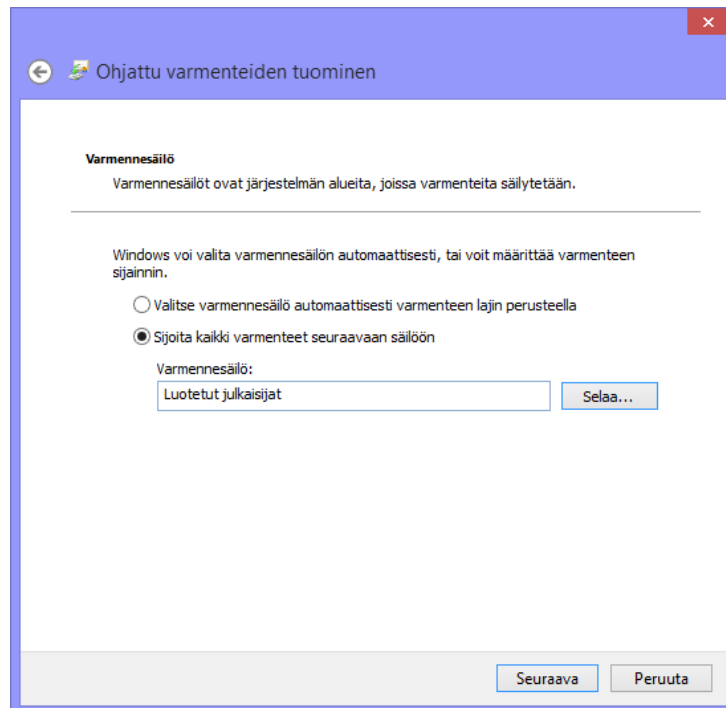 Ohjattu varmenteiden tuominen
Varmennesäilö
Varmennesäilöt ovat järjestelmän alueita, joissa varmenteita säilytetään.
Windows voi valita varmennesäilön automaattisesti, tai voit määrittää varmenteen
sijainnin.
Valitse varmennesäilö automaattisesti varmenteen lajin perusteella
Sijoita kaikki varmenteet seuraavaan säilöön
Varmennesäilö:
Luotetut julkaisijat
Selaa...
Seuraava
Peruuta